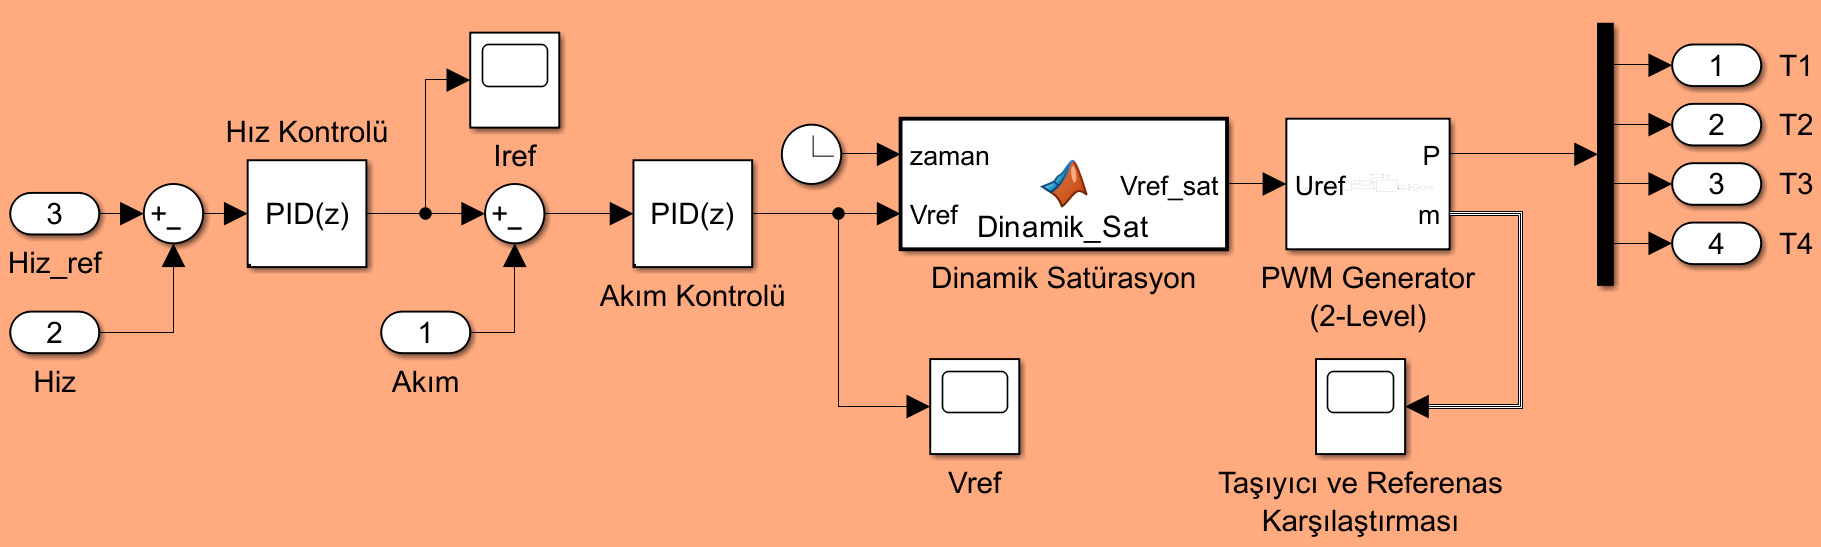 Hız Kontrolü
PID(z)
3
Hiz_ref
+
−
2
Hiz
Iref
+
−
1
Akım
PID(z)
Akım Kontrolü
zaman
Vref
Vref_sat
Dinamik_Sat
Dinamik Satürasyon
Vref
Uref
P
m
PWM Generator
(2-Level)
Taşıyıcı ve Referenas
Karşılaştırması
1 T1
2 T2
3 T3
4 T4